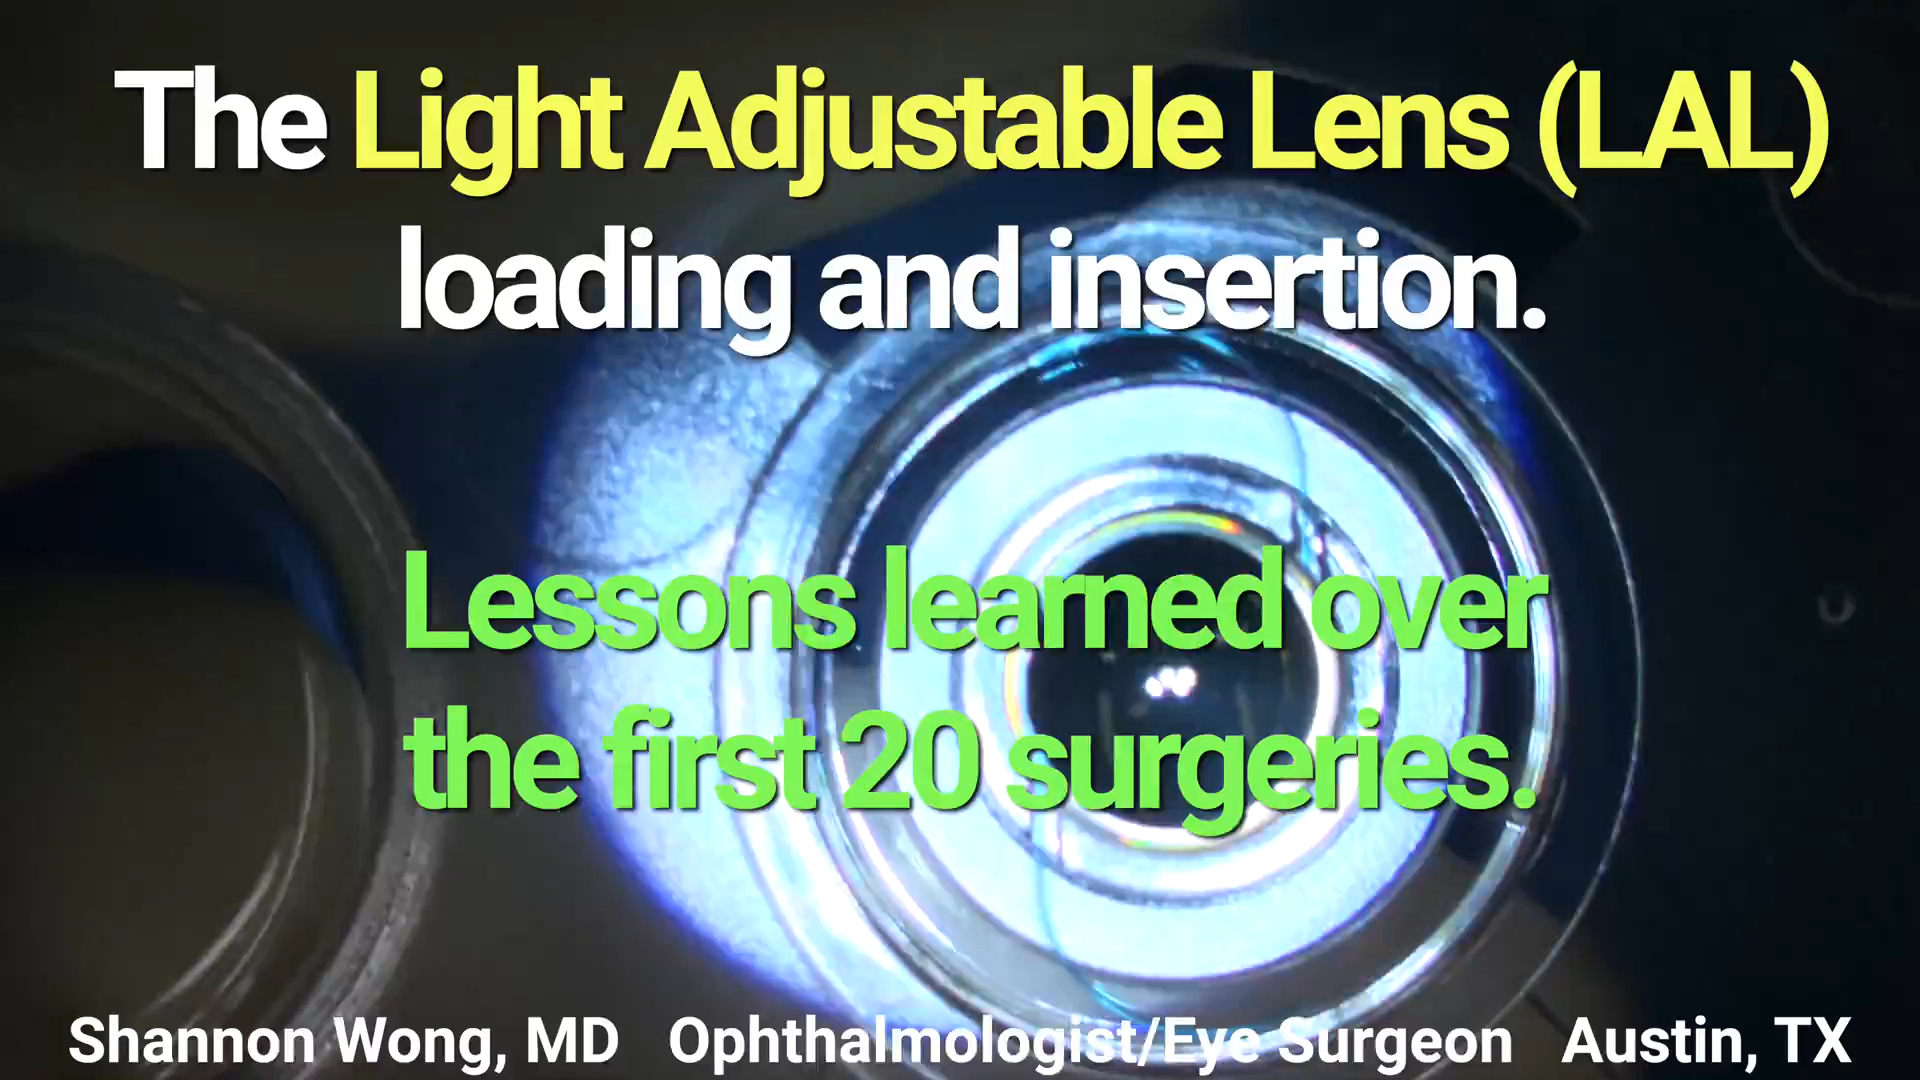 The Light Adjustable Lens (LAL)
loading and insertion.
Lessons learned over
the first 20 surgeries.
Shannon Wong, MD Ophthalmologist/Eye Surgeon Austin, TX